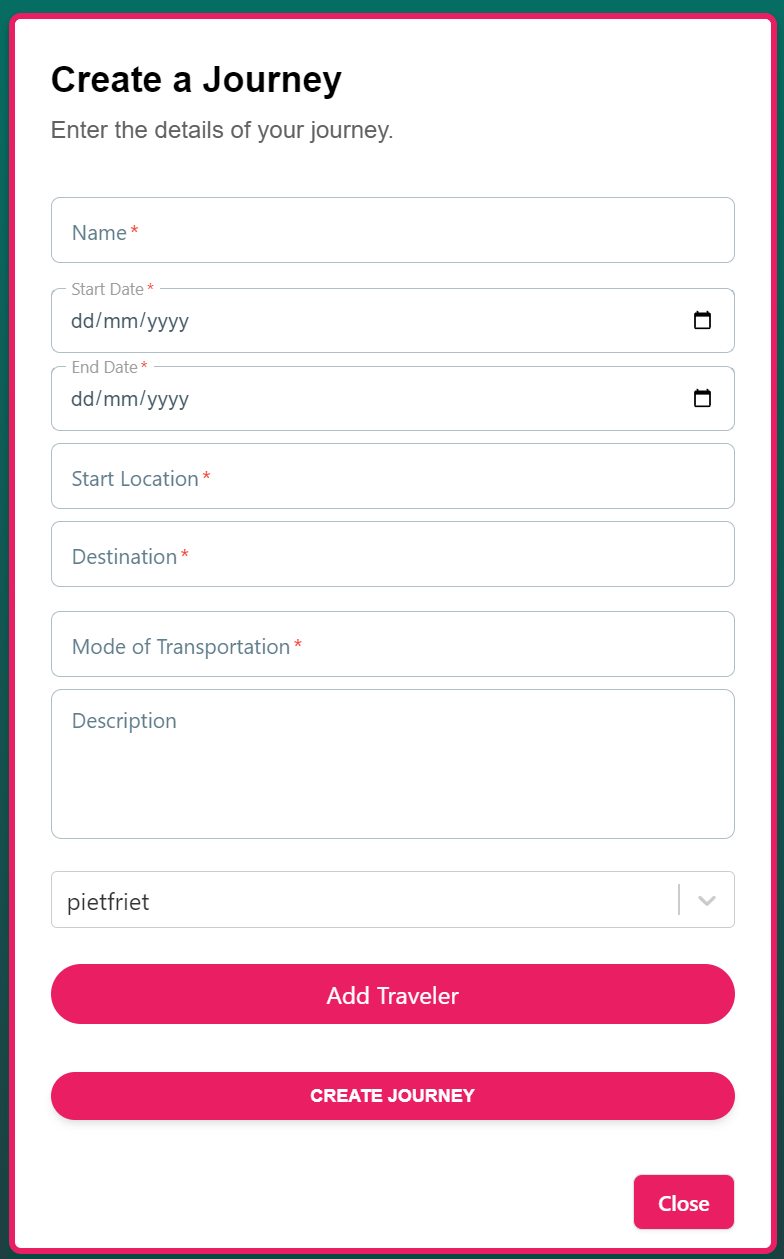 Create a Journey
Enter the details of your journey.
Name *
Start Date *
dd/mm/yyyy
End Date *
dd/mm/yyyy
Start Location *
Destination *
Mode of Transportation *
Description
pietfriet
Add Traveler
CREATE JOURNEY
Close